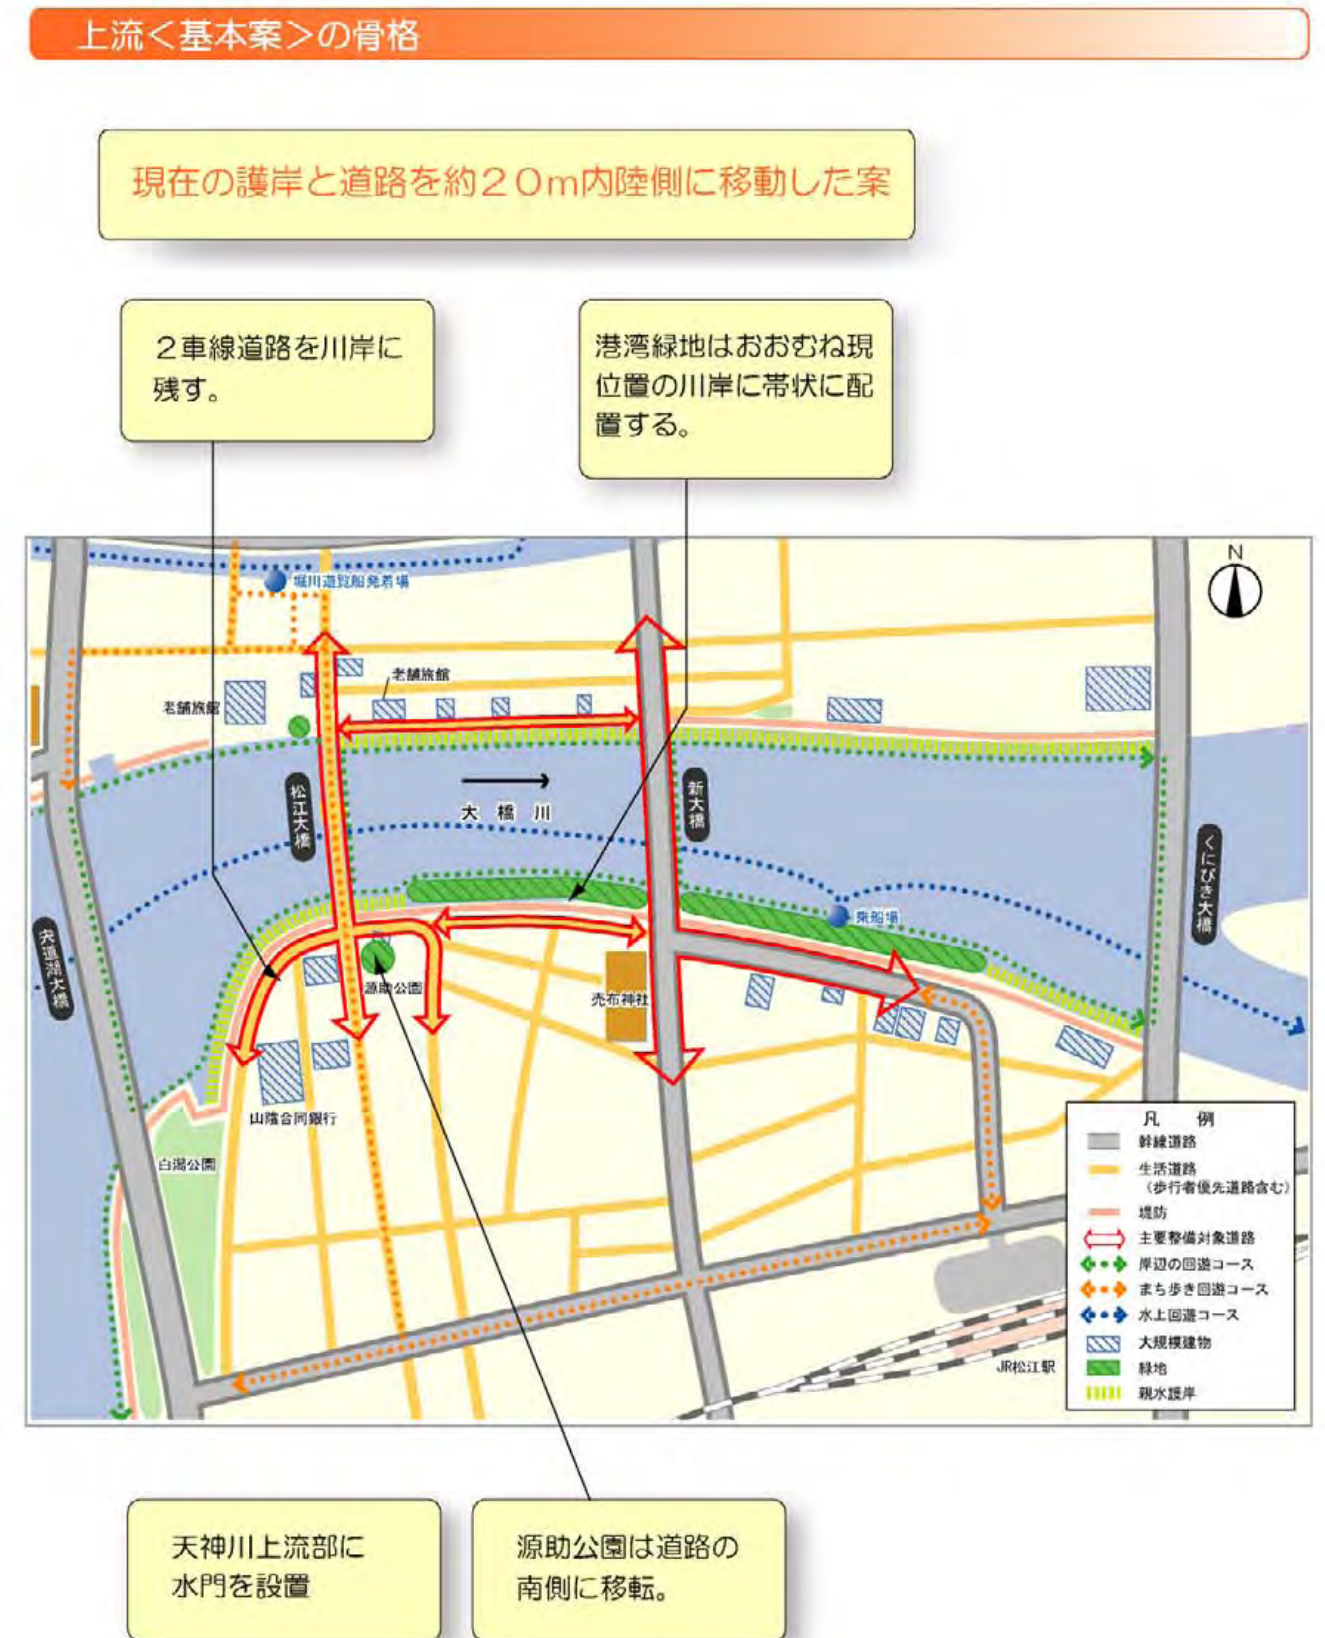 上流＜基本案＞の骨格
現在の護岸と道路を約２０ｍ内陸側に移動した案
２車線道路を川岸に
残す。
港湾緑地はおおむね現
位置の川岸に帯状に配
置する。
N
堀川遊覧船発着場
老舗旅館
老舗旅館
松江大橋
大橋川
新大橋
くにびき大橋
宍道湖大橋
乗船場
源助公園
売布神社
山陰合同銀行
白潟公園
JR松江駅
凡　例
幹線道路
生活道路
（歩行者優先道路含む）
堤防
主要整備対象道路
岸辺の回遊コース
まち歩き回遊コース
水上回遊コース
大規模建物
緑地
親水護岸
天神川上流部に
水門を設置
源助公園は道路の
南側に移転。